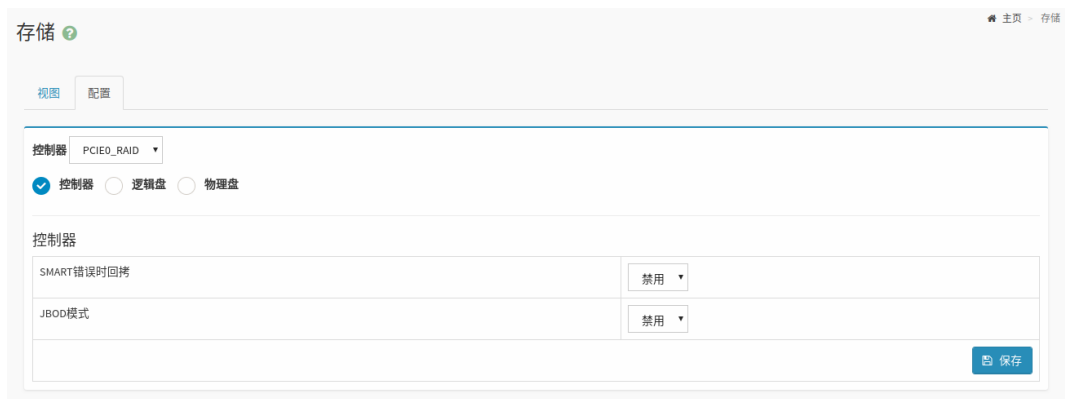 主页 > 存储
存储
视图 配置
控制器 PCIE0_RAID
控制器 逻辑盘 物理盘
控制器
SMART错误时回拷 禁用
JBOD模式 禁用
保存